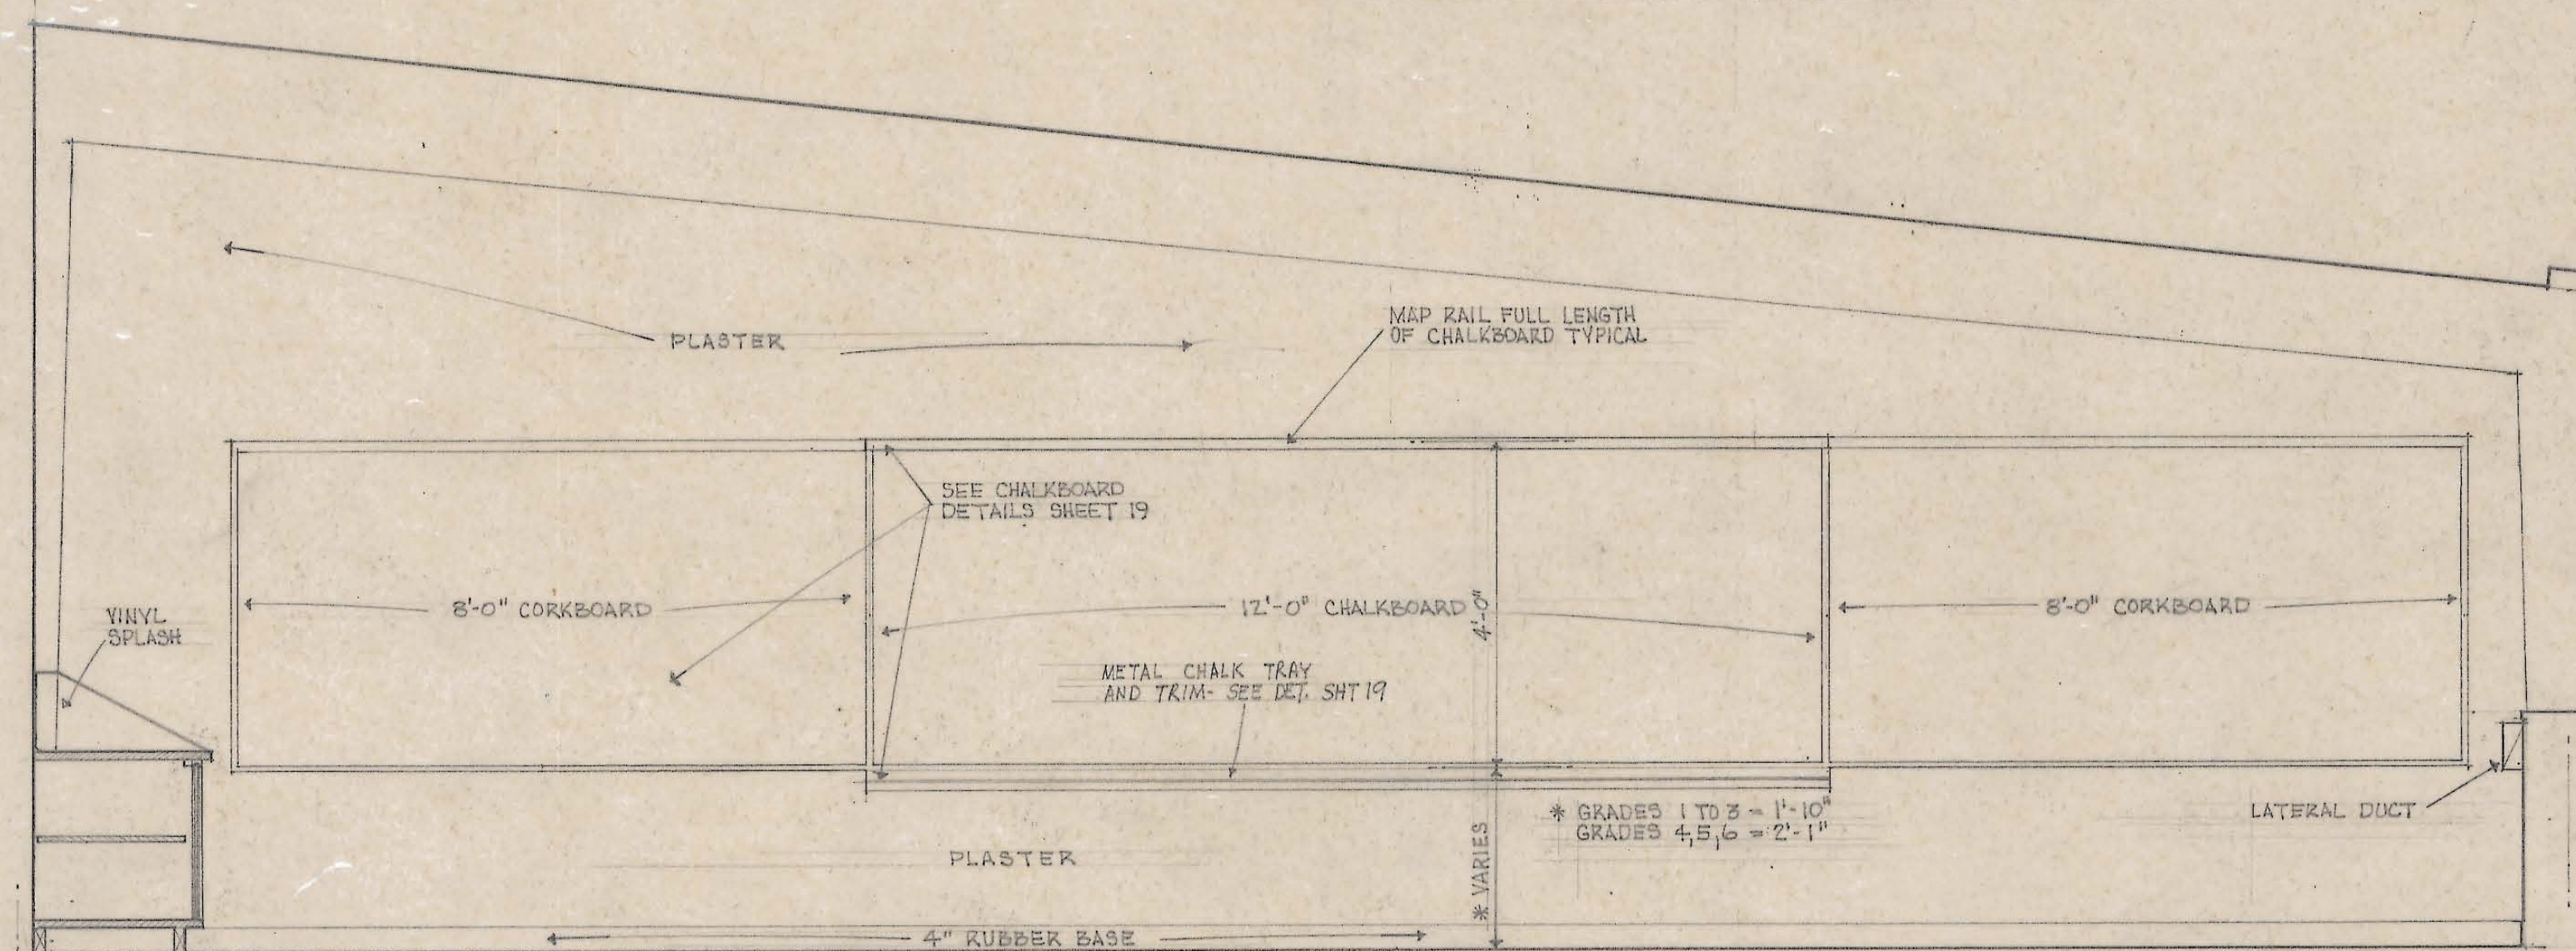 PLASTER
MAP RAIL FULL LENGTH
OF CHALKBOARD TYPICAL
SEE CHALKBOARD
DETAILS SHEET 19
VINYL
SPLASH
8'-0" CORKBOARD
12'-0" CHALKBOARD
4'-0"
8'-0" CORKBOARD
METAL CHALK TRAY
AND TRIM- SEE DET. SHT 19
* GRADES 1 TO 3 = 1'-10"
GRADES 4,5,6 = 2'-1"
LATERAL DUCT
PLASTER
* VARIES
4" RUBBER BASE